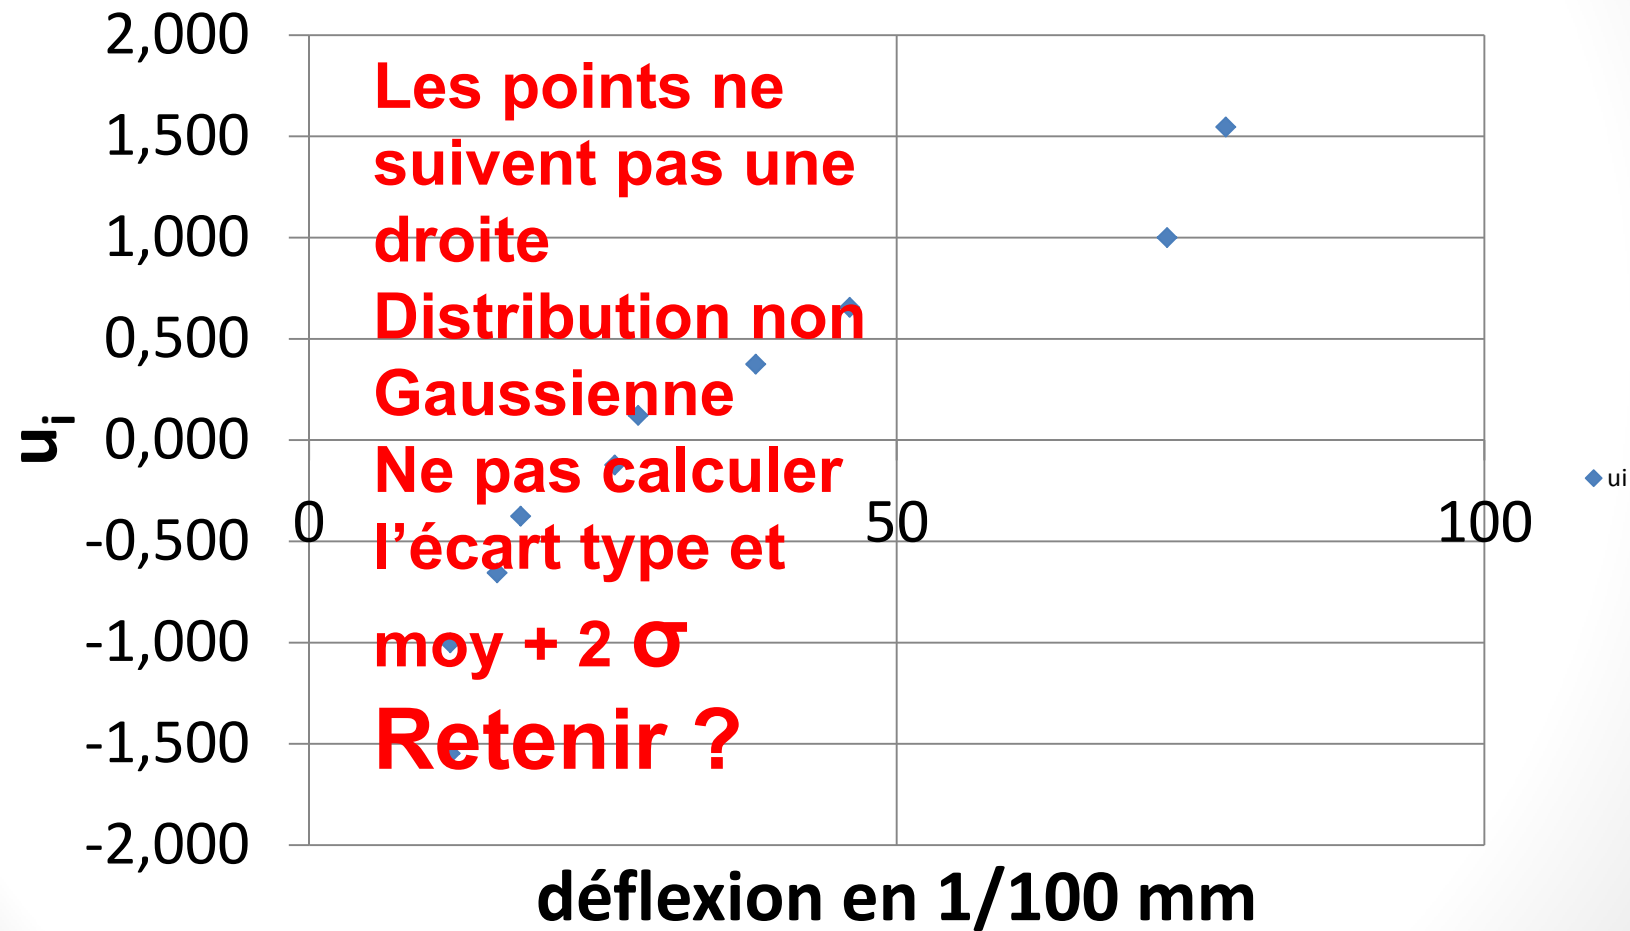 2,000
1,500
1,000
0,500
0,000
-0,500
-1,000
-1,500
-2,000
ui
Les points ne
suivent pas une
droite
Distribution non
Gaussienne
Ne pas calculer
l’écart type et
moy + 2 σ
Retenir ?
0
50
100
ui
déflexion en 1/100 mm